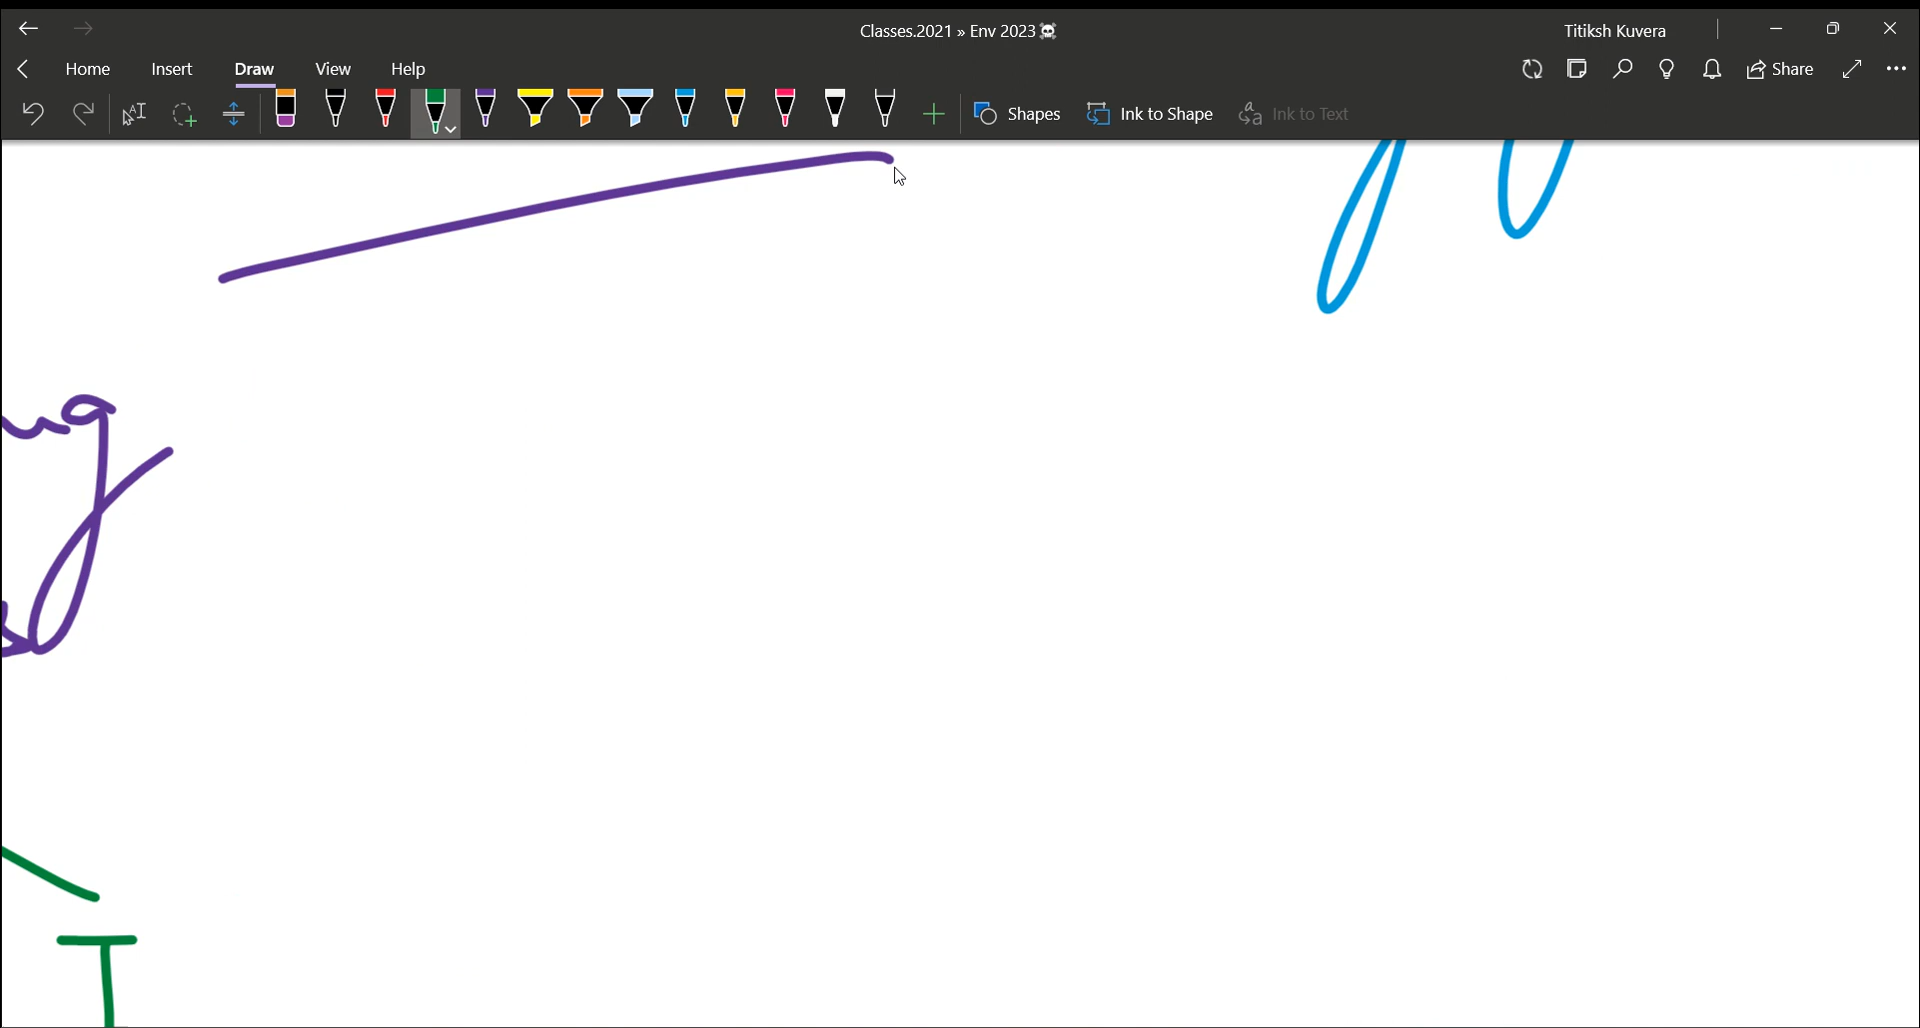 Classes.2021 » Env 2023☠
Titiksh Kuvera
Home Insert Draw View Help
Share
Shapes Ink to Shape Ink to Text